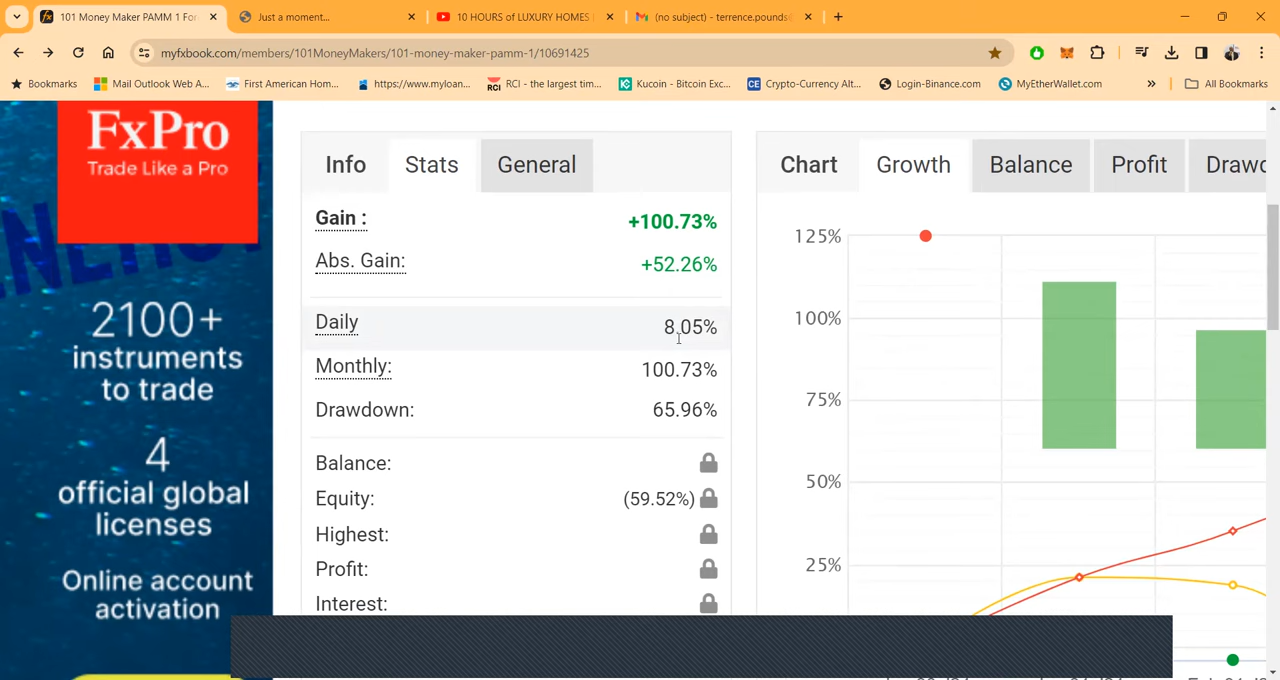 101 Money Maker PAMM 1 For
Just a moment...
10 HOURS of LUXURY HOMES
(no subject) - terrence.pounds
myfxbook.com/members/101MoneyMakers/101-money-maker-pamm-1/10691425
Bookmarks
Mail Outlook Web A...
First American Hom...
https://www.myloan...
RCI - the largest tim...
Kucoin - Bitcoin Exc...
Crypto-Currency Alt...
Login-Binance.com
MyEtherWallet.com
»
All Bookmarks
FxPro
Trade Like a Pro
2100+
instruments
to trade
4
official global
licenses
Online account
activation
Info
Stats
General
Gain : +100.73%
Abs. Gain: +52.26%
Daily 8.05%
Monthly: 100.73%
Drawdown: 65.96%
Balance:
Equity: (59.52%)
Highest:
Profit:
Interest:
Chart
Growth
Balance
Profit
125%
100%
75%
50%
25%